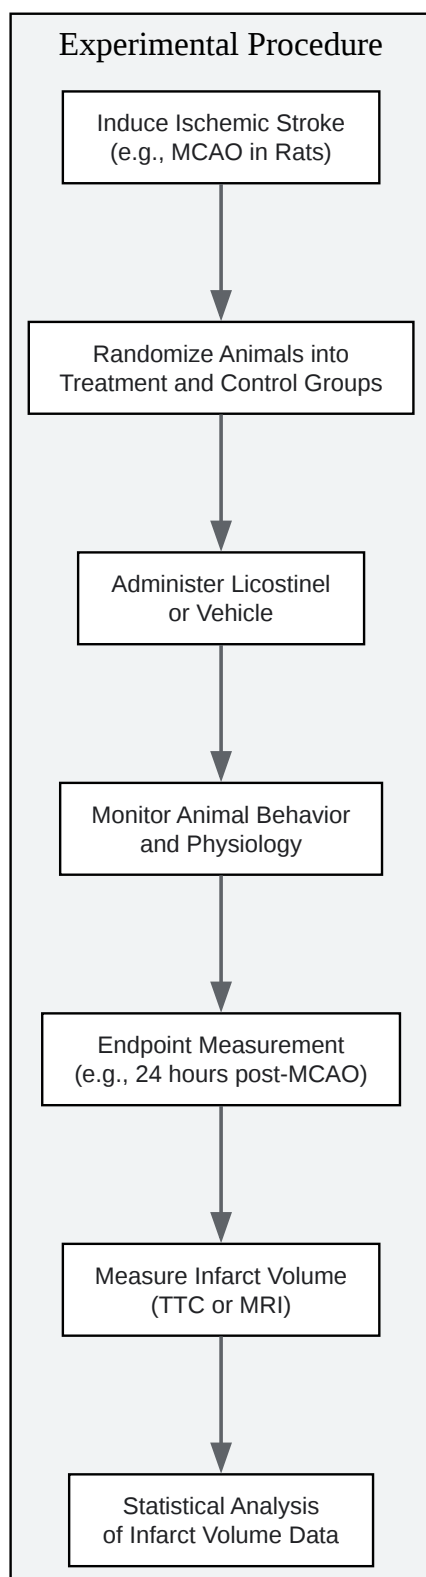 Experimental Procedure
Induce Ischemic Stroke
(e.g., MCAO in Rats)
Randomize Animals into
Treatment and Control Groups
Administer Licostinel
or Vehicle
Monitor Animal Behavior
and Physiology
Endpoint Measurement
(e.g., 24 hours post-MCAO)
Measure Infarct Volume
(TTC or MRI)
Statistical Analysis
of Infarct Volume Data